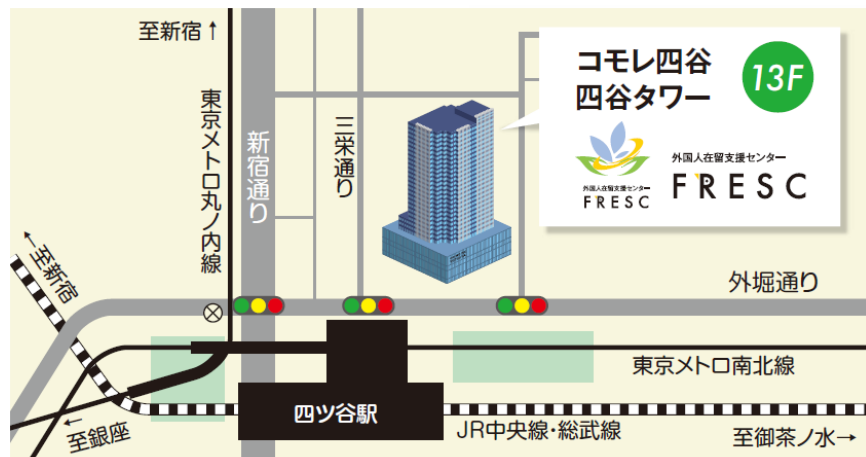 至新宿↑
東京メトロ丸ノ内線
新宿通り
三栄通り
コモレ四谷
四谷タワー
13F
外国人在留支援センター
FRESC
外国人在留支援センター
FRESC
←至新宿
外堀通り
東京メトロ南北線
四ツ谷駅
JR中央線・総武線
←
至銀座
至御茶ノ水→